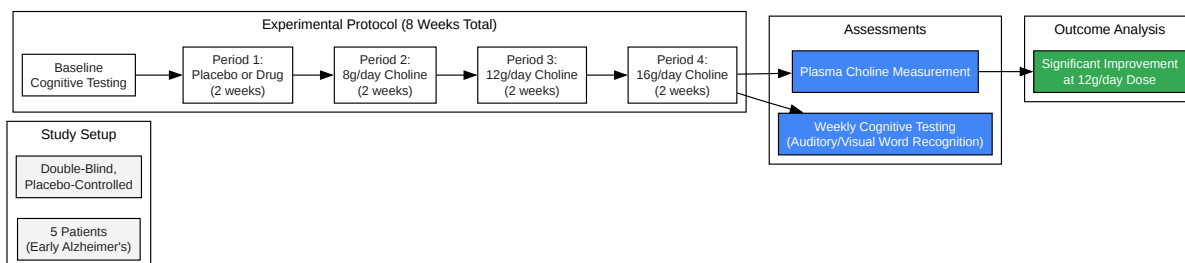 Experimental Protocol (8 Weeks Total)
Baseline
Cognitive Testing
Period 1:
Placebo or Drug
(2 weeks)
Period 2:
8g/day Choline
(2 weeks)
Period 3:
12g/day Choline
(2 weeks)
Period 4:
16g/day Choline
(2 weeks)
Assessments
Plasma Choline Measurement
Weekly Cognitive Testing
(Auditory/Visual Word Recognition)
Outcome Analysis
Significant Improvement
at 12g/day Dose
Study Setup
Double-Blind,
Placebo-Controlled
5 Patients
(Early Alzheimer's)